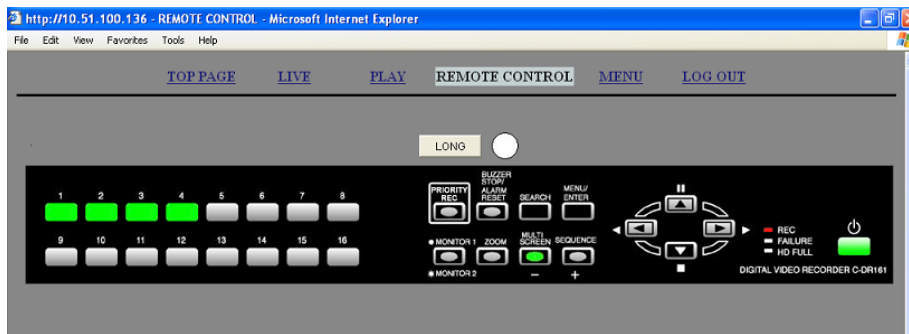 http://10.51.100.136 - REMOTE CONTROL - Microsoft Internet Explorer
File Edit View Favorites Tools Help
TOP PAGE LIVE PLAY REMOTE CONTROL MENU LOG OUT
LONG
1 2 3 4 5 6 7 8
PRIORITY REC
BUZZER STOP/ ALARM RESET
SEARCH
MENU/ ENTER
9 10 11 12 13 14 15 16
MONITOR 1
ZOOM
MULTI SCREEN
SEQUENCE
MONITOR 2
− +
REC
FAILURE
HD FULL
DIGITAL VIDEO RECORDER C-DR161